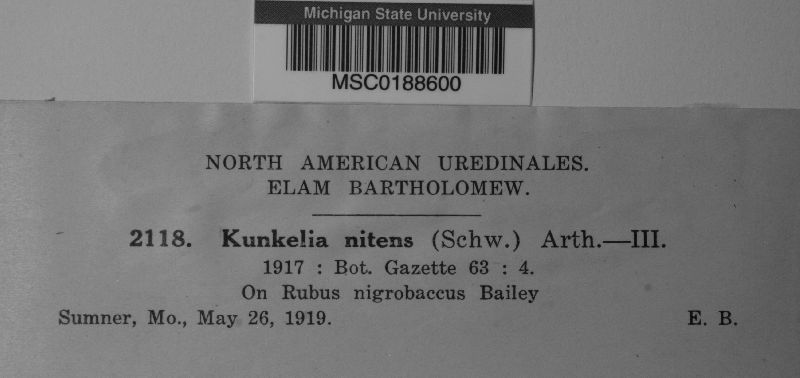 Michigan State University
MSC0188600
NORTH AMERICAN UREDINALES.
ELAM BARTHOLOMEW.
2118. Kunkelia nitens (Schw.) Arth.—III.
1917 : Bot. Gazette 63 : 4.
On Rubus nigrobaccus Bailey
Sumner, Mo., May 26, 1919. E. B.